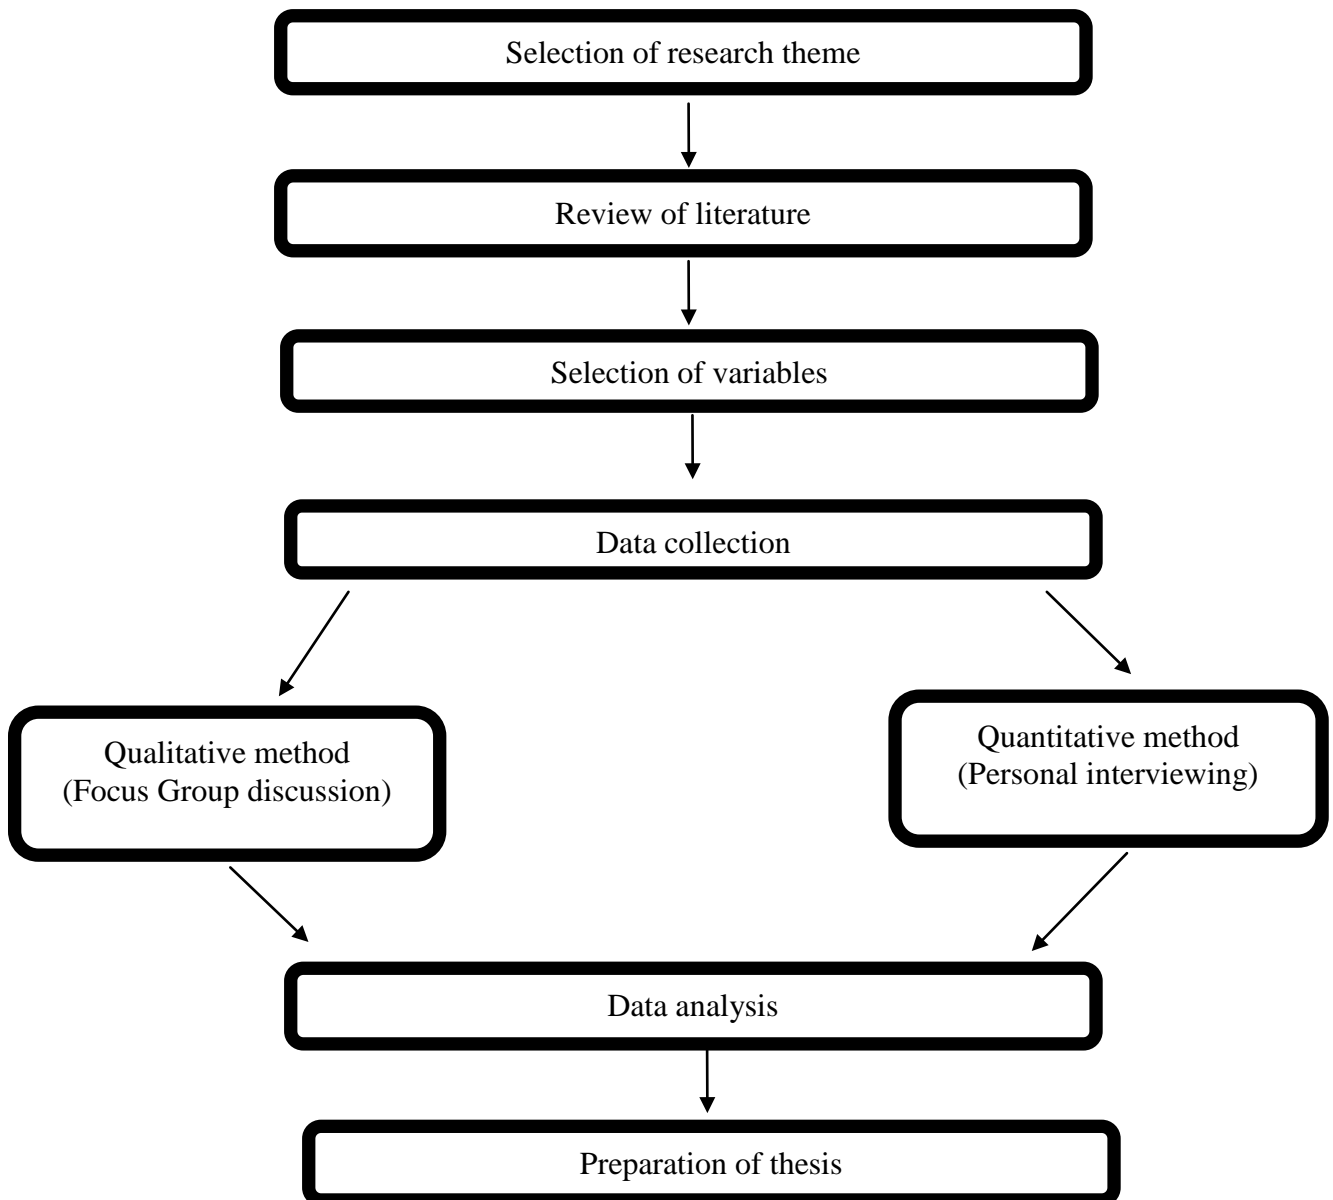 Selection of research theme
Review of literature
Selection of variables
Data collection
Qualitative method
(Focus Group discussion)
Quantitative method
(Personal interviewing)
Data analysis
Preparation of thesis